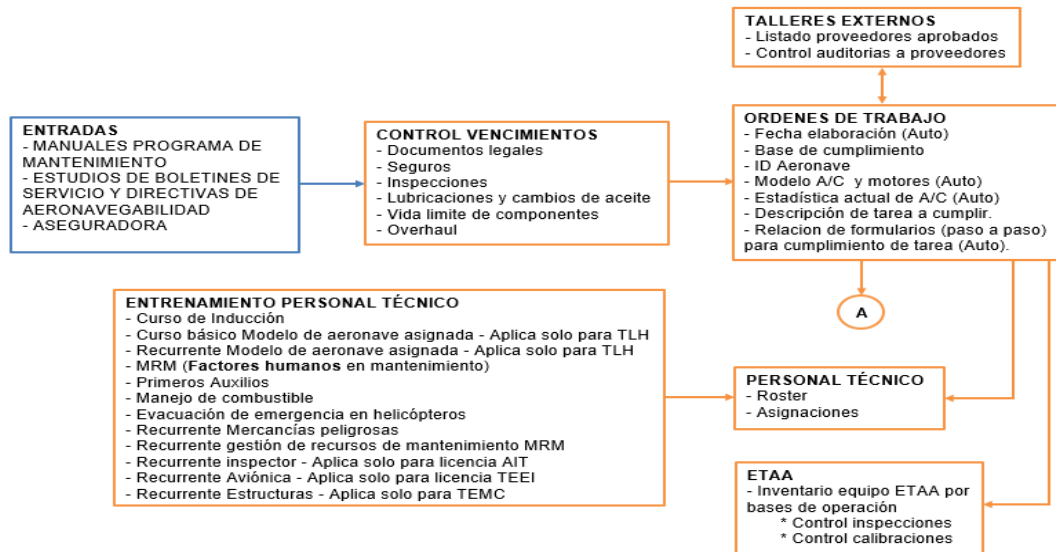 TALLERES EXTERNOS
- Listado proveedores aprobados
- Control auditorias a proveedores
ENTRADAS
- MANUALES PROGRAMA DE
MANTENIMIENTO
- ESTUDIOS DE BOLETINES DE
SERVICIO Y DIRECTIVAS DE
AERONAVEGABILIDAD
- ASEGURADORA
CONTROL VENCIMIENTOS
- Documentos legales
- Seguros
- Inspecciones
- Lubricaciones y cambios de aceite
- Vida limite de componentes
- Overhaul
ORDENES DE TRABAJO
- Fecha elaboración (Auto)
- Base de cumplimiento
- ID Aeronave
- Modelo A/C y motores (Auto)
- Estadística actual de A/C (Auto)
- Descripción de tarea a cumplir.
- Relacion de formularios (paso a paso)
para cumplimiento de tarea (Auto).
A
ENTRENAMIENTO PERSONAL TÉCNICO
- Curso de Inducción
- Curso básico Modelo de aeronave asignada - Aplica solo para TLH
- Recurrente Modelo de aeronave asignada - Aplica solo para TLH
- MRM (Factores humanos en mantenimiento)
- Primeros Auxilios
- Manejo de combustible
- Evacuación de emergencia en helicópteros
- Recurrente Mercancías peligrosas
- Recurrente gestión de recursos de mantenimiento MRM
- Recurrente inspector - Aplica solo para licencia AIT
- Recurrente Aviónica - Aplica solo para licencia TEEI
- Recurrente Estructuras - Aplica solo para TEMC
PERSONAL TÉCNICO
- Roster
- Asignaciones
ETAA
- Inventario equipo ETAA por
bases de operación
* Control inspecciones
* Control calibraciones